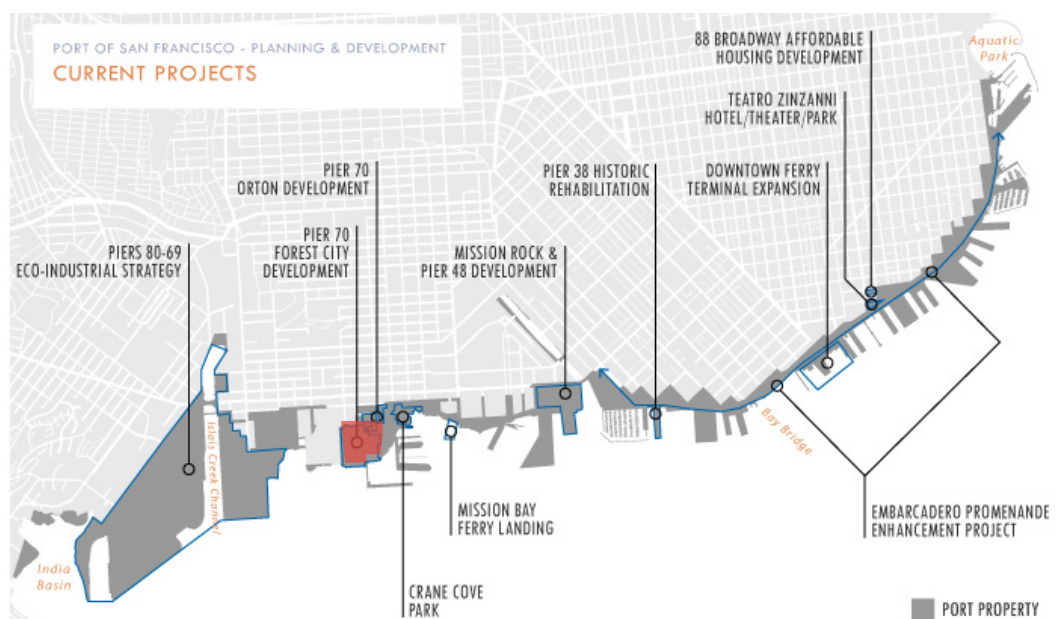 PORT OF SAN FRANCISCO - PLANNING & DEVELOPMENT
CURRENT PROJECTS
88 BROADWAY AFFORDABLE
HOUSING DEVELOPMENT
Aquatic
Park
TEATRO ZINZANNI
HOTEL/THEATER/PARK
PIER 70
ORTON DEVELOPMENT
PIER 38 HISTORIC
REHABILITATION
DOWNTOWN FERRY
TERMINAL EXPANSION
PIER 70
FOREST CITY
DEVELOPMENT
PIERS 80-69
ECO-INDUSTRIAL STRATEGY
MISSION ROCK &
PIER 48 DEVELOPMENT
Islais Creek Channel
Bay Bridge
MISSION BAY
FERRY LANDING
EMBARCADERO PROMENANDE
ENHANCEMENT PROJECT
India
Basin
CRANE COVE
PARK
PORT PROPERTY